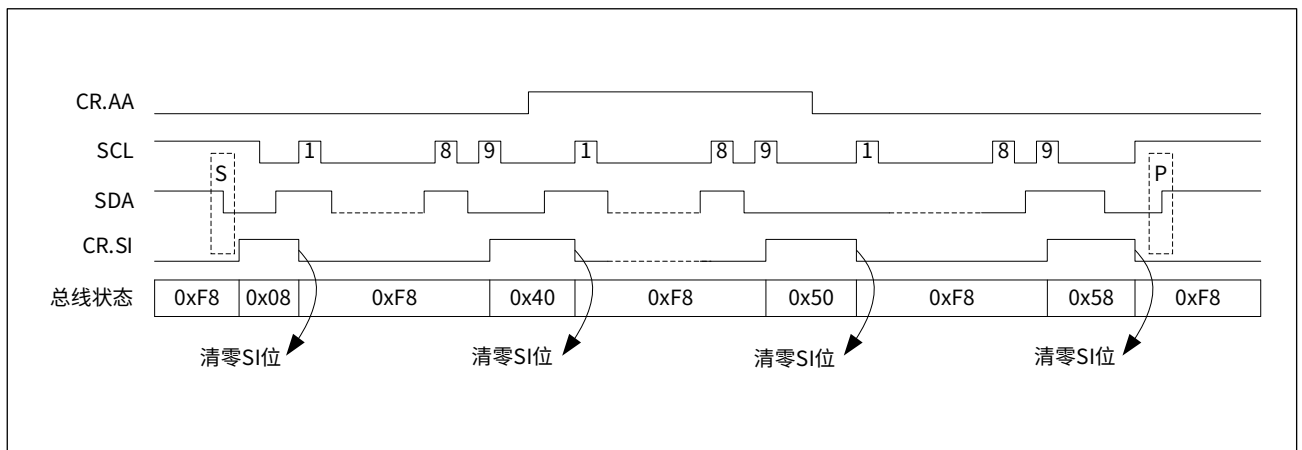 CR.AA
SCL 1 8 9 1 8 9 1 8 9
S P
SDA
CR.SI
总线状态 0xF8 0x08 0xF8 0x40 0xF8 0x50 0xF8 0x58 0xF8
清零SI位 清零SI位 清零SI位 清零SI位